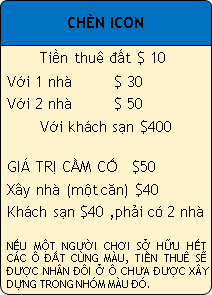 CHÈN ICON
Tiền thuê đất $ 10
Với 1 nhà $ 30
Với 2 nhà $ 50
Với khách sạn $400
GIÁ TRỊ CẦM CỐ $50
Xây nhà (một căn) $40
Khách sạn $40 ,phải có 2 nhà
NẾU MỘT NGƯỜI CHƠI SỞ HỮU HẾT
CÁC Ô ĐẤT CÙNG MÀU, TIỀN THUÊ SẼ
ĐƯỢC NHÂN ĐÔI Ở Ô CHƯA ĐƯỢC XÂY
DỰNG TRONG NHÓM MÀU ĐÓ.